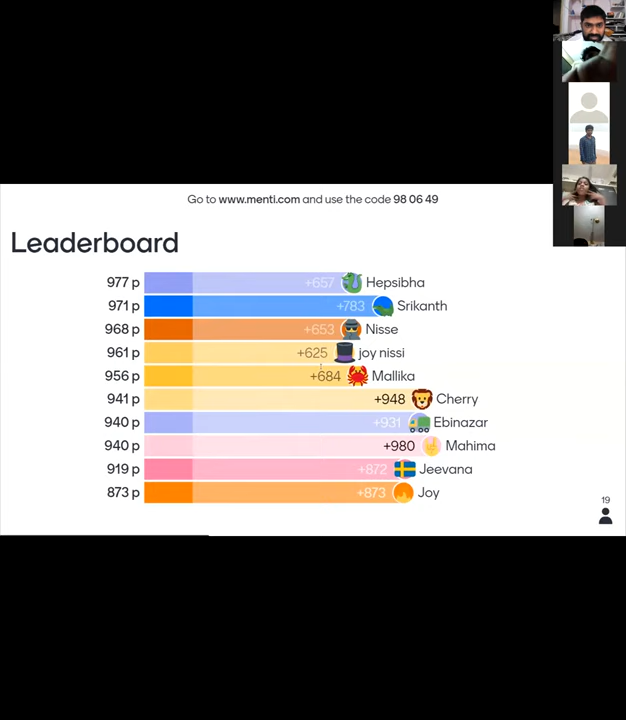 Go to www.menti.com and use the code 98 06 49
Leaderboard
977 p +657 Hepsibha
971 p +783 Srikanth
968 p +653 Nisse
961 p +625 joy nissi
956 p +684 Mallika
941 p +948 Cherry
940 p +931 Ebinazar
940 p +980 Mahima
919 p +872 Jeevana
873 p +873 Joy
19